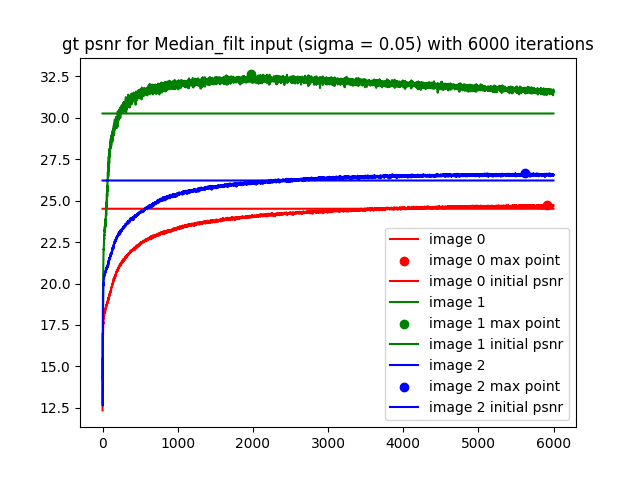 gt psnr for Median_filt input (sigma = 0.05) with 6000 iterations
32.5
30.0
27.5
25.0
22.5
20.0
17.5
15.0
12.5
image 0
image 0 max point
image 0 initial psnr
image 1
image 1 max point
image 1 initial psnr
image 2
image 2 max point
image 2 initial psnr
0 1000 2000 3000 4000 5000 6000